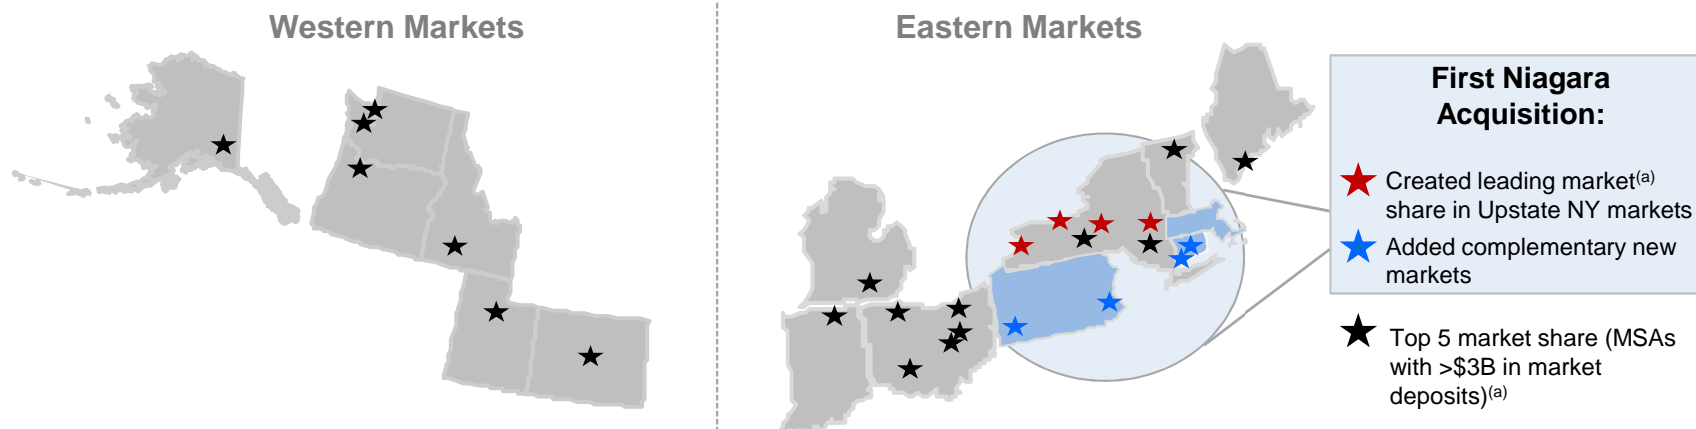 Western Markets
Eastern Markets
First Niagara
Acquisition:
Created leading market(a)
share in Upstate NY markets
Added complementary new
markets
Top 5 market share (MSAs
with >$3B in market
deposits)(a)